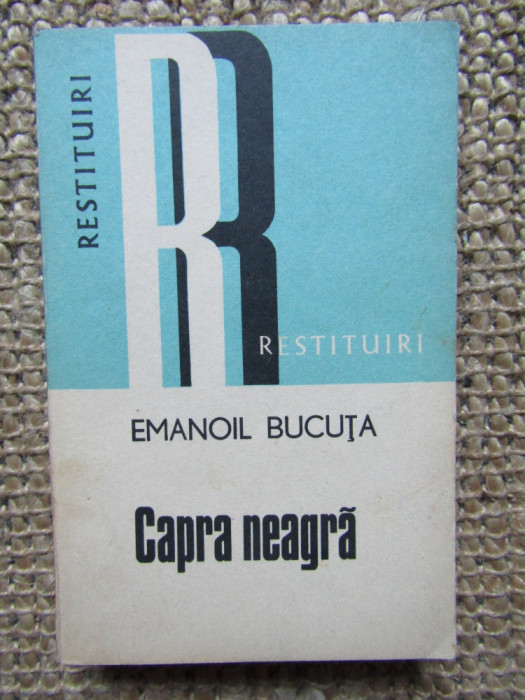 RESTITUIRI
R R
RESTITUIRI
EMANOIL BUCUŢA
Capra neagră